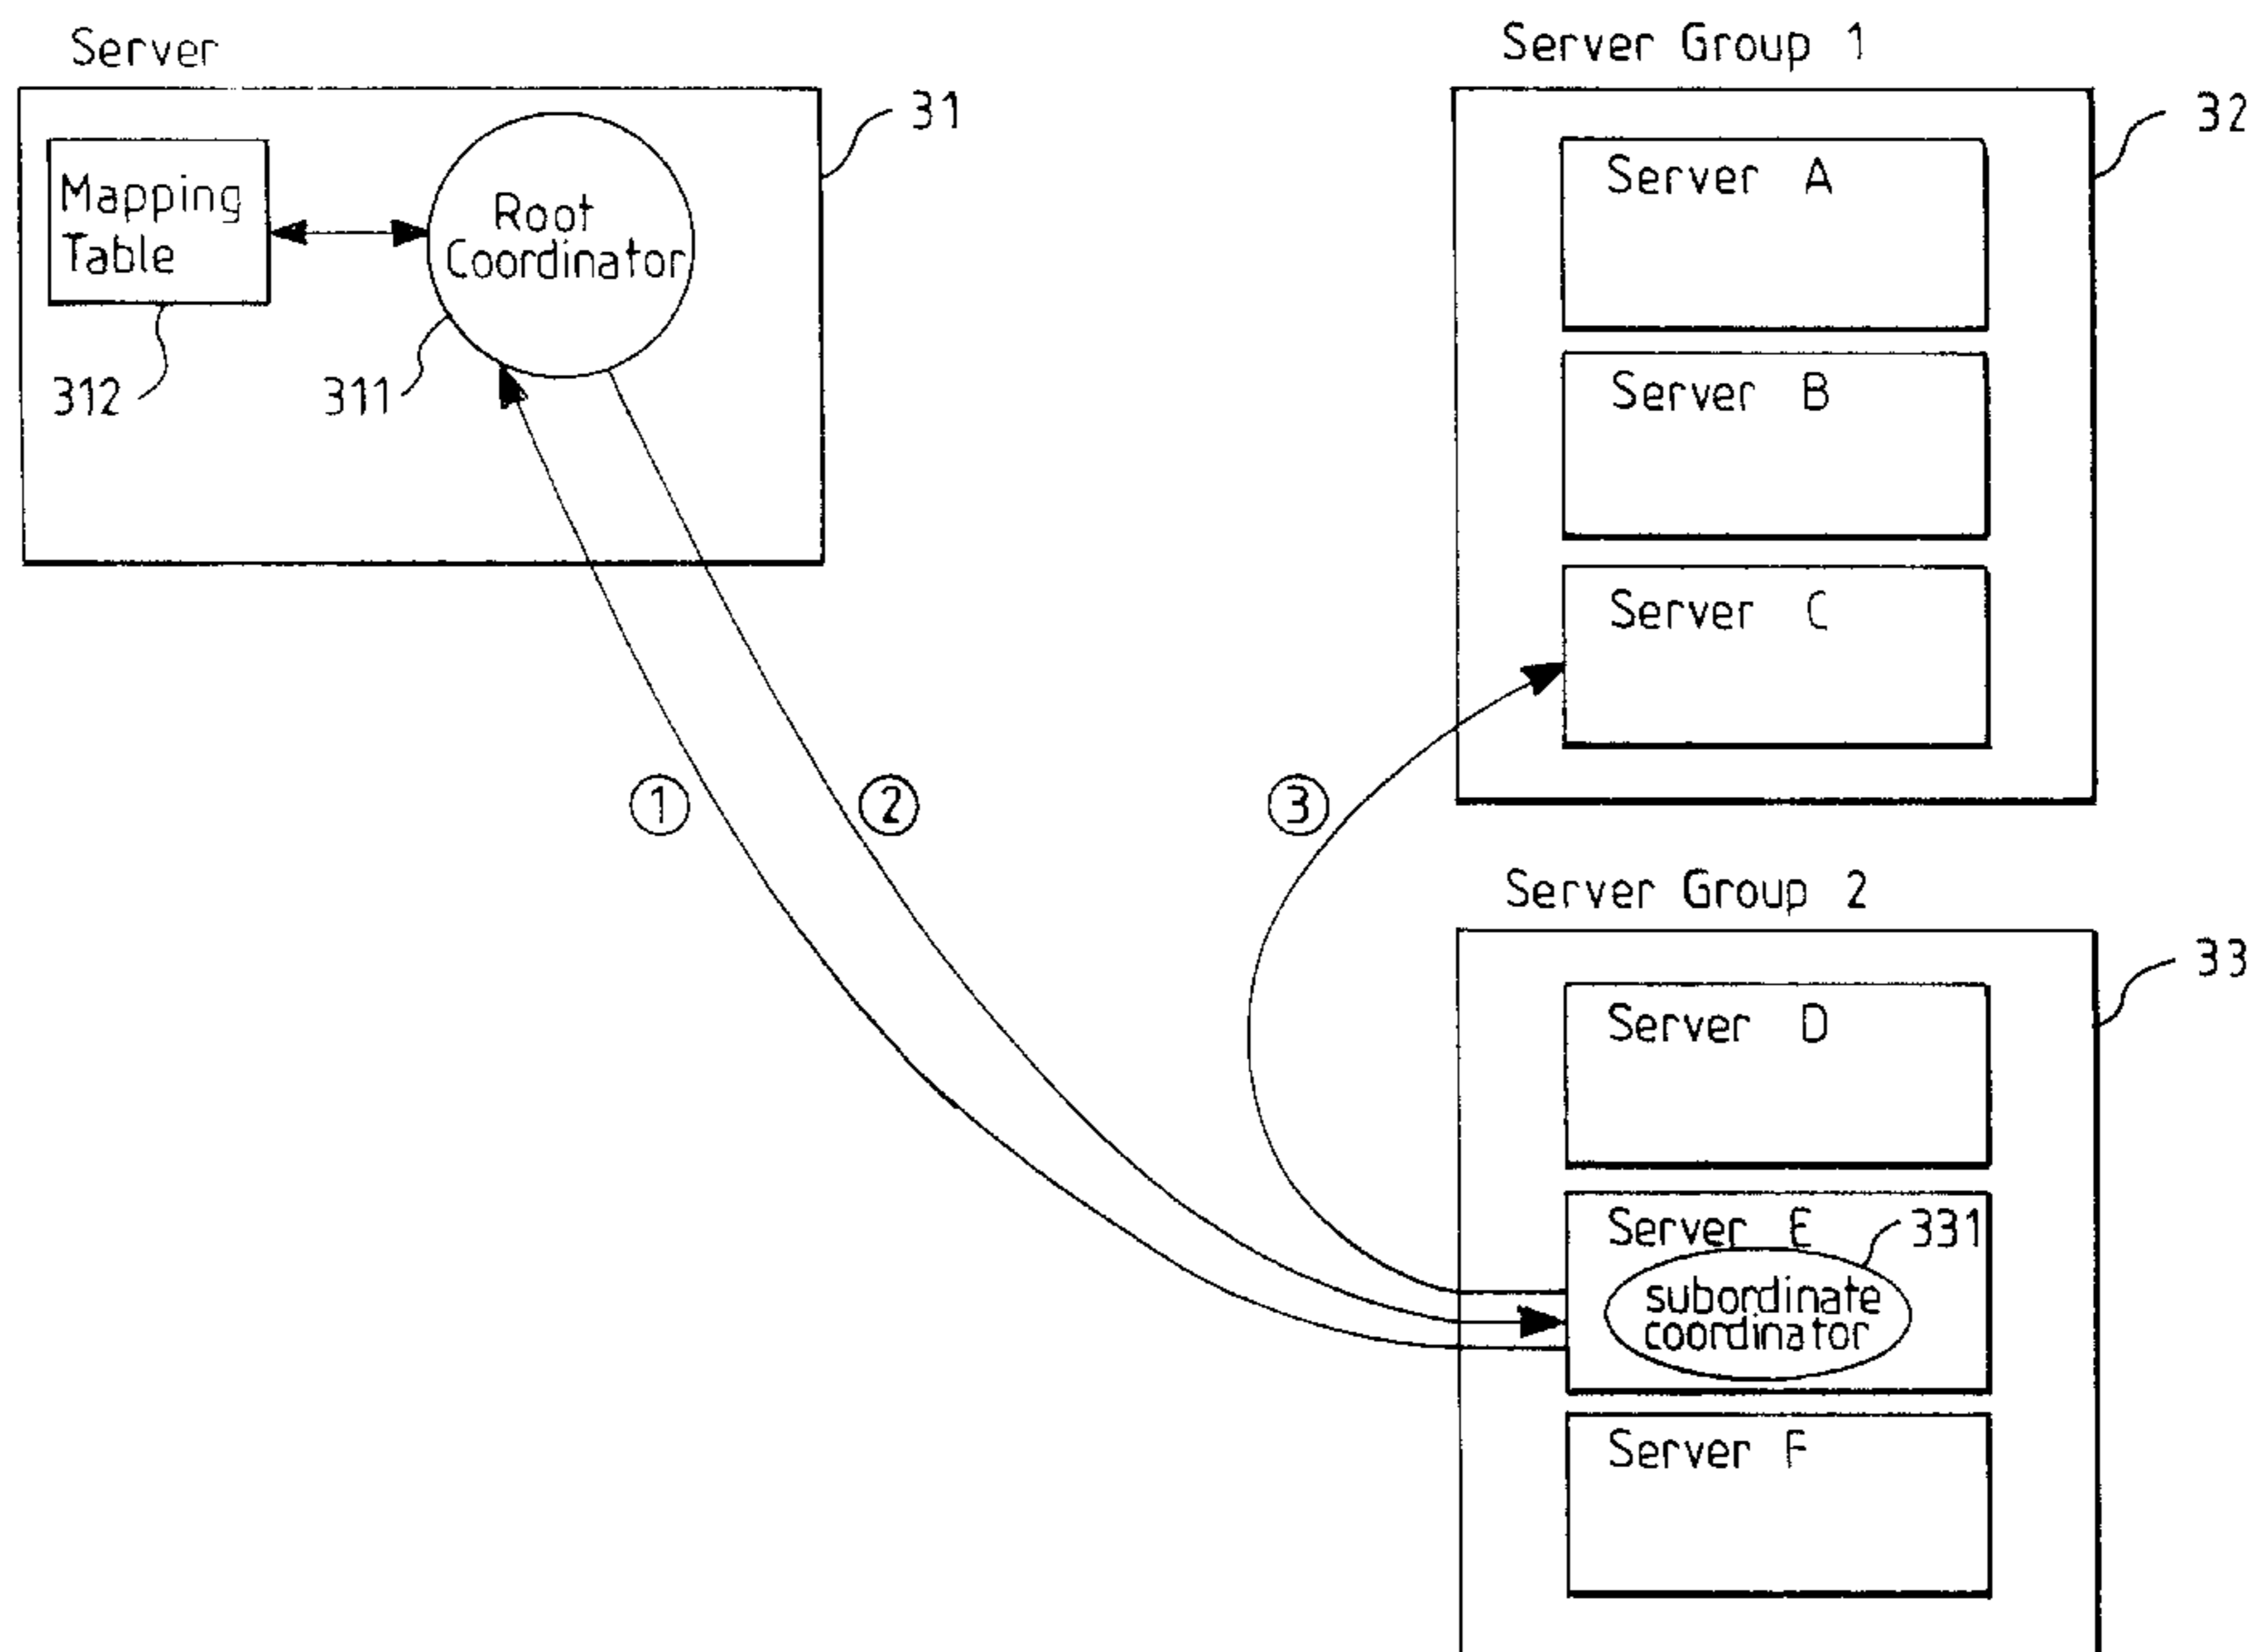 Server
31
Mapping
Table
Root
Coordinator
312
311
Server Group 1
32
Server A
Server B
Server C
1
2
3
Server Group 2
33
Server D
Server E
331
subordinate
coordinator
Server F